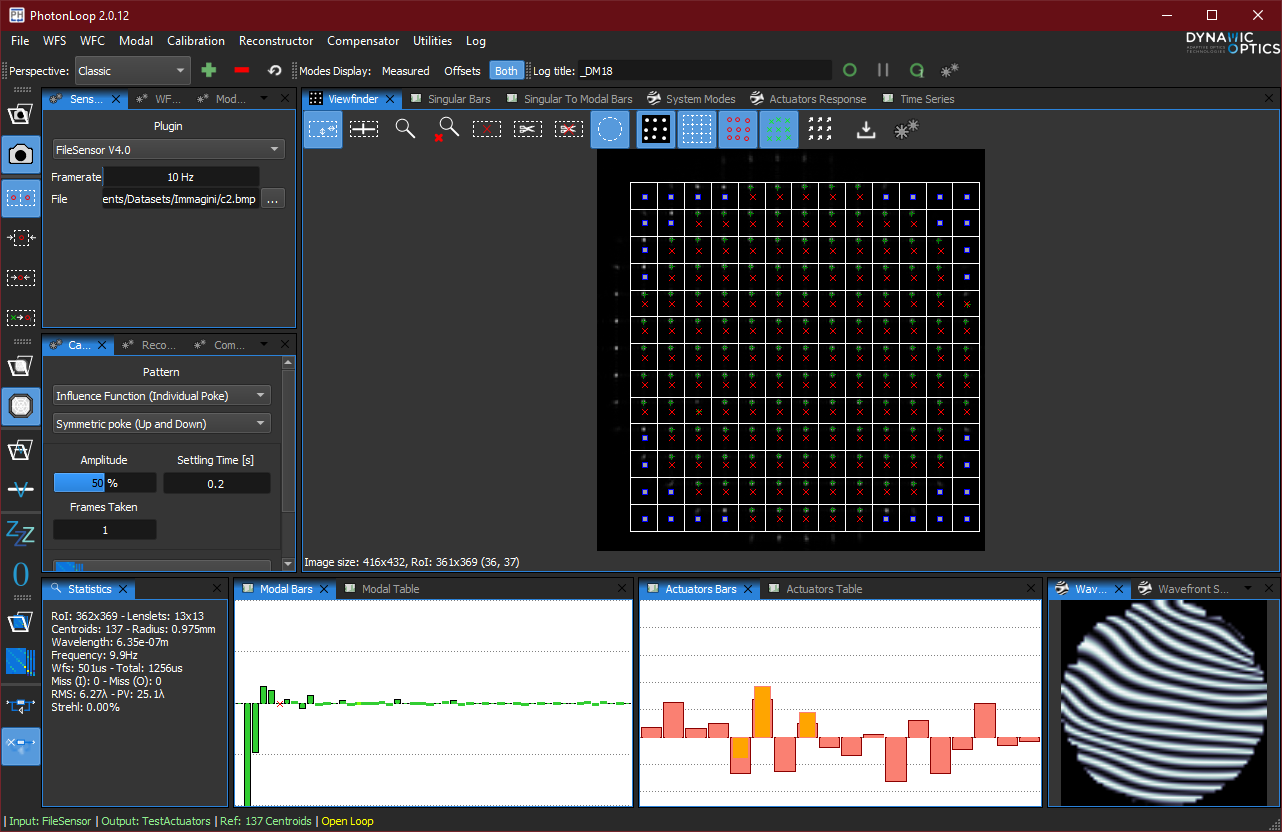 PhotonLoop 2.0.12
File WFS WFC Modal Calibration Reconstructor Compensator Utilities Log
DYNAMIC
ADAPTIVE OPTICS TECHNOLOGIES
OPTICS
Perspective: Classic Modes Display: Measured Offsets Both Log title: _DM18
Sens... WF... Mod...
Viewfinder Singular Bars Singular To Modal Bars System Modes Actuators Response Time Series
Plugin
FileSensor V4.0
Framerate 10 Hz
File ents/Datasets/Immagini/c2.bmp ...
Ca... Reco... Com...
Pattern
Influence Function (Individual Poke)
Symmetric poke (Up and Down)
Amplitude Settling Time [s]
50 % 0.2
Frames Taken
1
Image size: 416x432, RoI: 361x369 (36, 37)
Statistics
RoI: 362x369 - Lenslets: 13x13
Centroids: 137 - Radius: 0.975mm
Wavelength: 6.35e-07m
Frequency: 9.9Hz
Wfs: 501us - Total: 1256us
Miss (I): 0 - Miss (O): 0
RMS: 6.27λ - PV: 25.1λ
Strehl: 0.00%
Modal Bars Modal Table
Actuators Bars Actuators Table
Wav... Wavefront S...
Input: FileSensor | Output: TestActuators | Ref: 137 Centroids | Open Loop